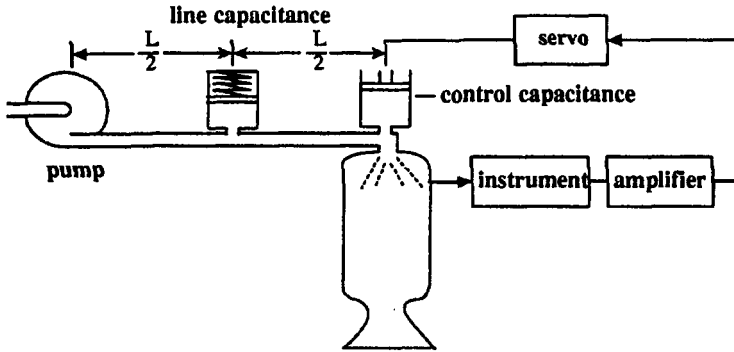 line capacitance
L
2
L
2
servo
control capacitance
pump
instrument
amplifier